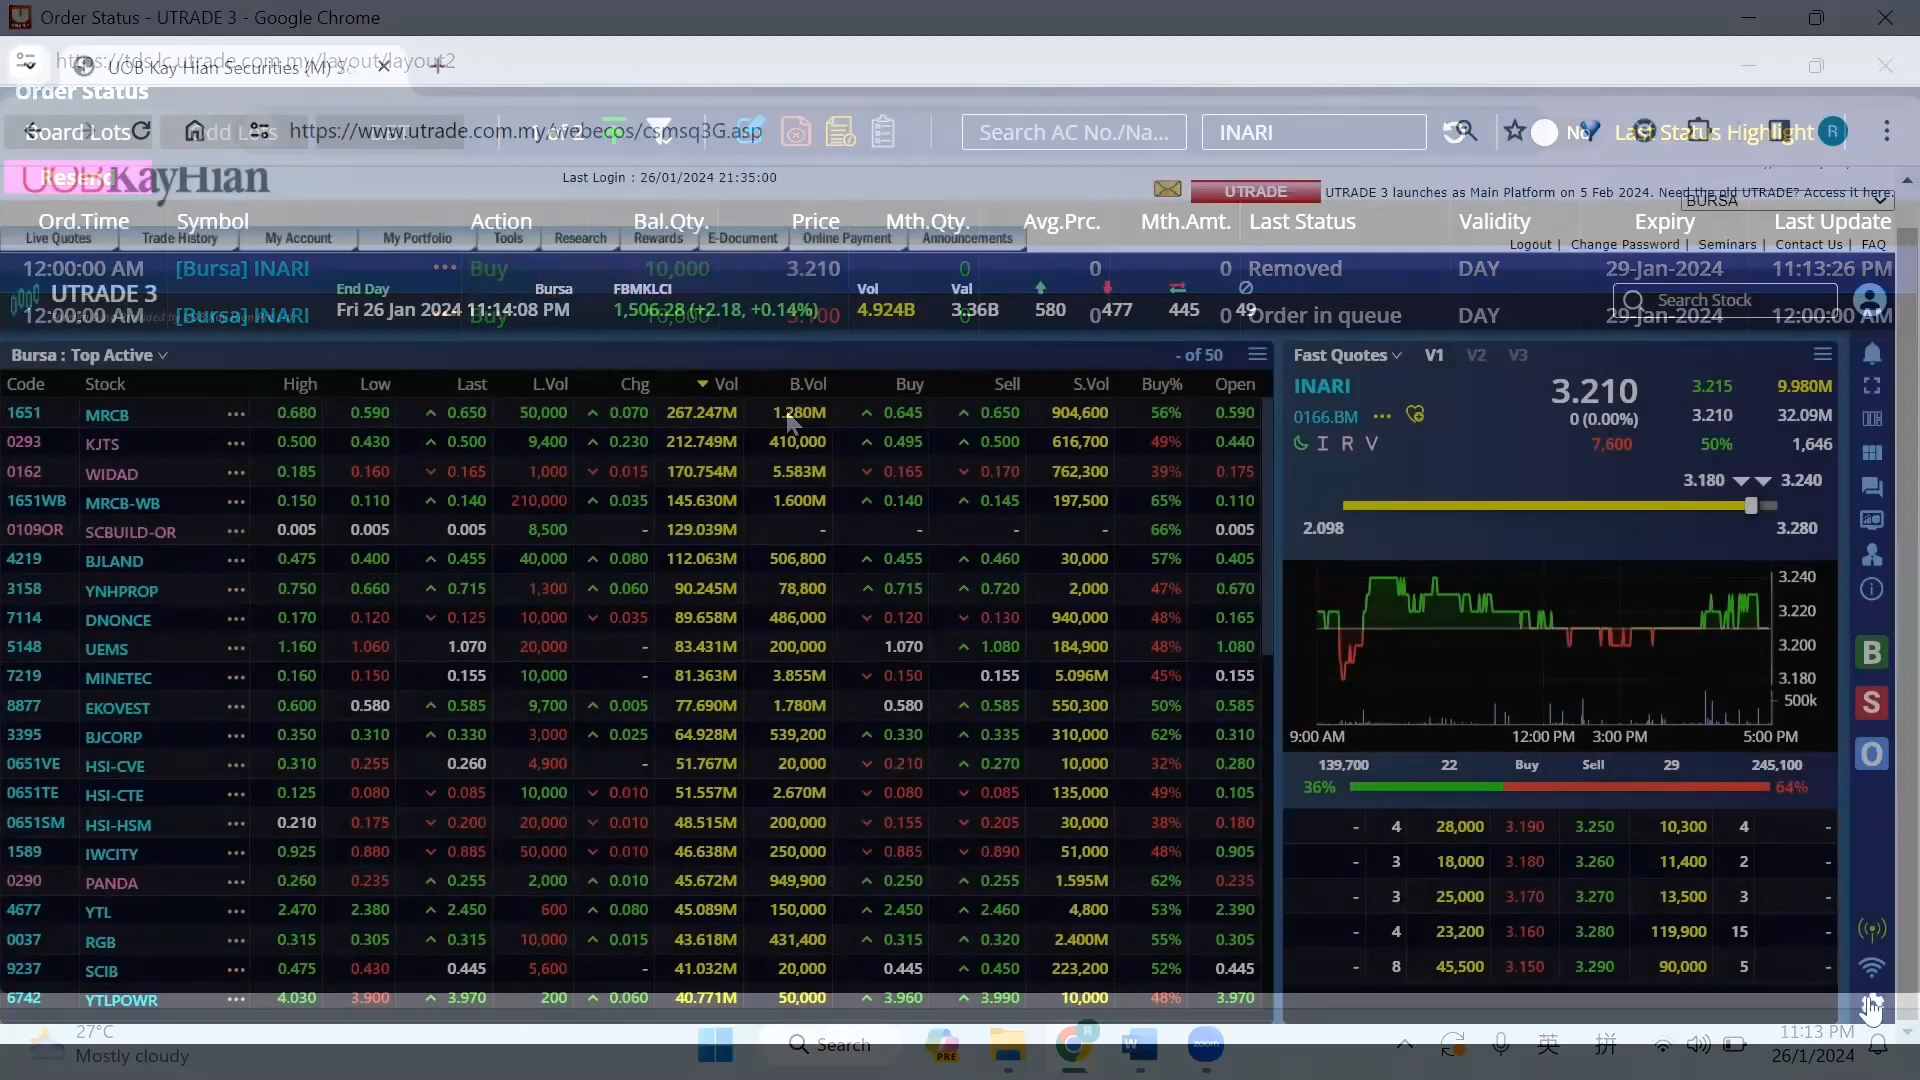 Order Status - UTRADE 3 - Google Chrome
https://tds.lc.utrade.com.my/layout/layout2
UOB Kay Hian Securities (M) S
Order Status
Board Lots
https://www.utrade.com.my/webecos/csmsq3G.asp
Search AC No./Na...
INARI
No
Last Status Highlight
R
Resend
UOBKayHian
Last Login : 26/01/2024 21:35:00
UTRADE
UTRADE 3 launches as Main Platform on 5 Feb 2024. Need the old UTRADE? Access it here.
BURSA
Ord.Time Symbol Action Bal.Qty. Price Mth.Qty. Avg.Prc. Mth.Amt. Last Status Validity Expiry Last Update
Live Quotes Trade History My Account My Portfolio Tools Research Rewards E-Document Online Payment Announcements
Logout | Change Password | Seminars | Contact Us | FAQ
12:00:00 AM [Bursa] INARI ... Buy 10,000 3.210 0 0 0 Removed DAY 29-Jan-2024 11:13:26 PM
UTRADE 3
End Day Bursa FBMKLCI Vol Val
Fri 26 Jan 2024 11:14:08 PM 1,506.28 (+2.18, +0.14%) 4.924B 3.36B 580 477 445 49
Search Stock
12:00:00 AM [Bursa] INARI Buy 10,000 3.100 0 0 0 Order in queue DAY 29-Jan-2024 12:00:00 AM
Bursa : Top Active - of 50
Code Stock High Low Last L.Vol Chg Vol B.Vol Buy Sell S.Vol Buy% Open
1651 MRCB ... 0.680 0.590 0.650 50,000 0.070 267.247M 1.280M 0.645 0.650 904,600 56% 0.590
0293 KJTS ... 0.500 0.430 0.500 9,400 0.230 212.749M 410,000 0.495 0.500 616,700 49% 0.440
0162 WIDAD ... 0.185 0.160 0.165 1,000 0.015 170.754M 5.583M 0.165 0.170 762,300 39% 0.175
1651WB MRCB-WB ... 0.150 0.110 0.140 210,000 0.035 145.630M 1.600M 0.140 0.145 197,500 65% 0.110
0109OR SCBUILD-OR ... 0.005 0.005 0.005 8,500 - 129.039M - - - - 66% 0.005
4219 BJLAND ... 0.475 0.400 0.455 40,000 0.080 112.063M 506,800 0.455 0.460 30,000 57% 0.405
3158 YNHPROP ... 0.750 0.660 0.715 1,300 0.060 90.245M 78,800 0.715 0.720 2,000 47% 0.670
7114 DNONCE ... 0.170 0.120 0.125 10,000 0.035 89.658M 486,000 0.120 0.130 940,000 48% 0.165
5148 UEMS ... 1.160 1.060 1.070 20,000 - 83.431M 200,000 1.070 1.080 184,900 48% 1.080
7219 MINETEC ... 0.160 0.150 0.155 10,000 - 81.363M 3.855M 0.150 0.155 5.096M 45% 0.155
8877 EKOVEST ... 0.600 0.580 0.585 9,700 0.005 77.690M 1.780M 0.580 0.585 550,300 50% 0.585
3395 BJCORP ... 0.350 0.310 0.330 3,000 0.025 64.928M 539,200 0.330 0.335 310,000 62% 0.310
0651VE HSI-CVE ... 0.310 0.255 0.260 4,900 - 51.767M 20,000 0.210 0.270 10,000 32% 0.280
0651TE HSI-CTE ... 0.125 0.080 0.085 10,000 0.010 51.557M 2.670M 0.080 0.085 135,000 49% 0.105
0651SM HSI-HSM ... 0.210 0.175 0.200 20,000 0.010 48.515M 200,000 0.155 0.205 30,000 38% 0.180
1589 IWCITY ... 0.925 0.880 0.885 50,000 0.010 46.638M 250,000 0.885 0.890 51,000 48% 0.905
0290 PANDA ... 0.260 0.235 0.255 2,000 0.010 45.672M 949,900 0.250 0.255 1.595M 62% 0.235
4677 YTL ... 2.470 2.380 2.450 600 0.080 45.089M 150,000 2.450 2.460 4,800 53% 2.390
0037 RGB ... 0.315 0.305 0.315 10,000 0.015 43.618M 431,400 0.315 0.320 2.400M 55% 0.305
9237 SCIB ... 0.475 0.430 0.445 5,600 - 41.032M 20,000 0.445 0.450 223,200 52% 0.445
6742 YTLPOWR ... 4.030 3.900 3.970 200 0.060 40.771M 50,000 3.960 3.990 10,000 48% 3.970
Fast Quotes V1 V2 V3
INARI 3.210 3.215 9.980M
0166.BM ... 0 (0.00%) 3.210 32.09M
I R V 7,600 50% 1,646
3.180 3.240
2.098 3.280
3.240
3.220
3.200
3.180
500k
9:00 AM 12:00 PM 3:00 PM 5:00 PM
139,700 22 Buy Sell 29 245,100
36% 64%
- 4 28,000 3.190 3.250 10,300 4 -
- 3 18,000 3.180 3.260 11,400 2 -
- 3 25,000 3.170 3.270 13,500 3 -
- 4 23,200 3.160 3.280 119,900 15 -
- 8 45,500 3.150 3.290 90,000 5 -
B
S
O
27°C
Mostly cloudy
Search
PRE
W
zoom
英
拼
11:13 PM
26/1/2024